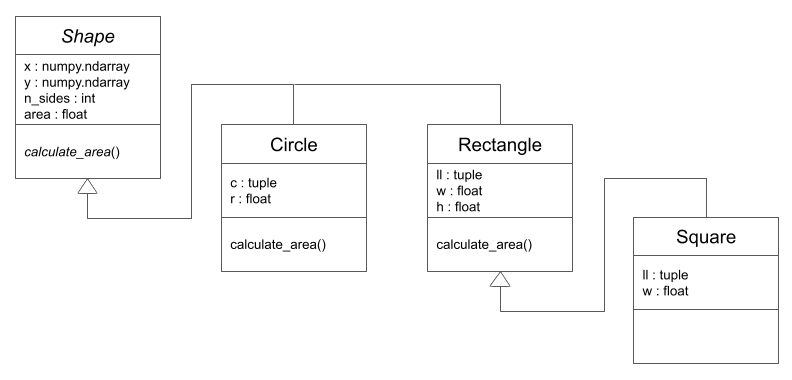 Shape
x : numpy.ndarray
y : numpy.ndarray
n_sides : int
area : float
calculate_area()
Circle
c : tuple
r : float
calculate_area()
Rectangle
ll : tuple
w : float
h : float
calculate_area()
Square
ll : tuple
w : float